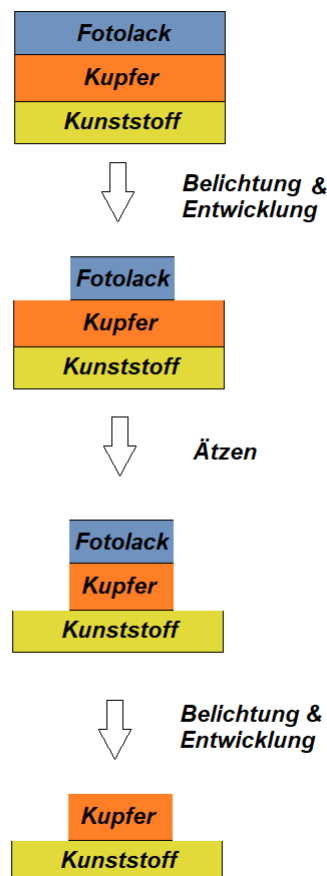 Fotolack
Kupfer
Kunststoff
Belichtung &
Entwicklung
Fotolack
Kupfer
Kunststoff
Ätzen
Fotolack
Kupfer
Kunststoff
Belichtung &
Entwicklung
Kupfer
Kunststoff